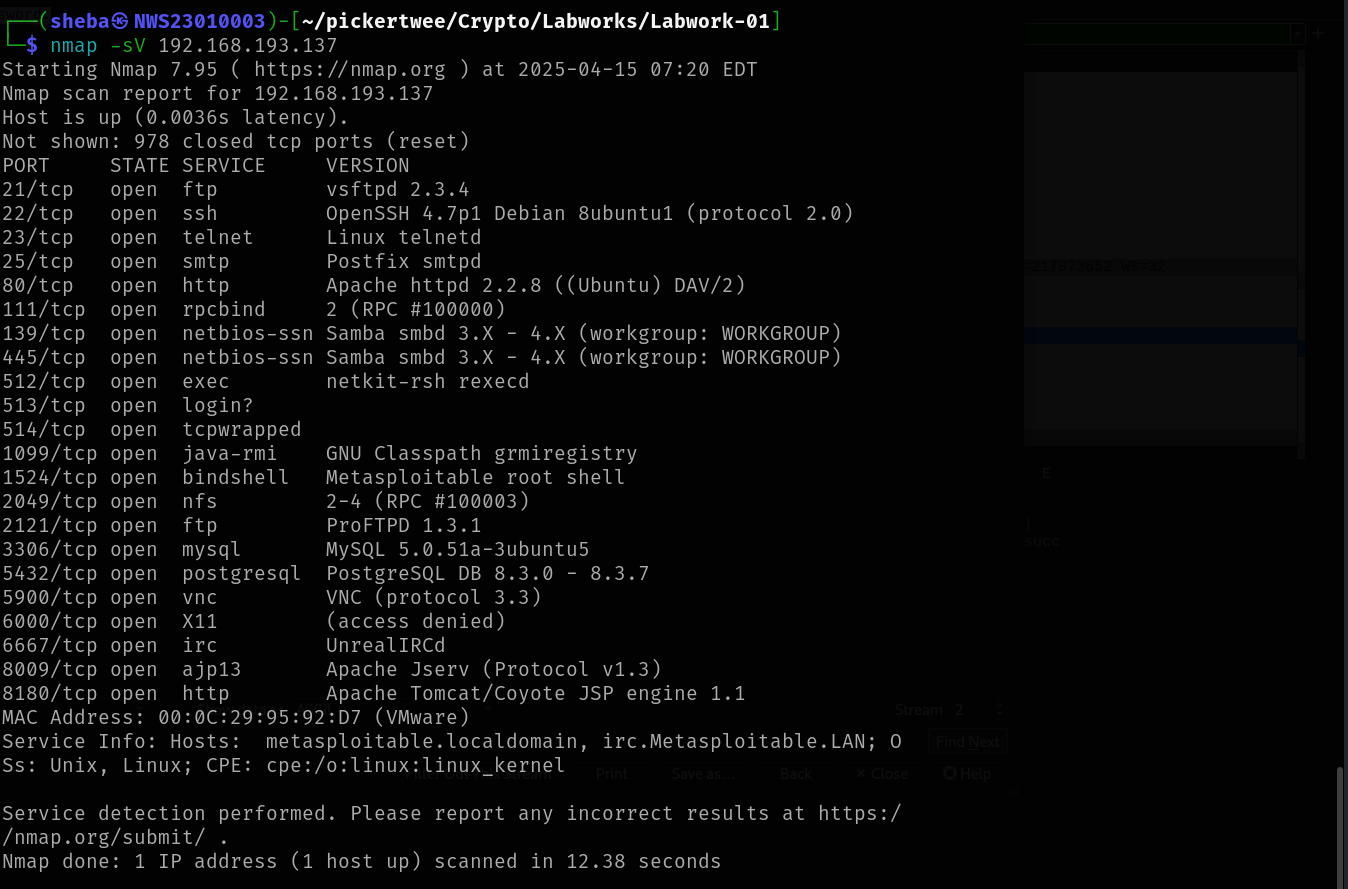 ┌──(sheba㉿NWS23010003)-[~/pickertwee/Crypto/Labworks/Labwork-01]
└─$ nmap -sV 192.168.193.137
Starting Nmap 7.95 ( https://nmap.org ) at 2025-04-15 07:20 EDT
Nmap scan report for 192.168.193.137
Host is up (0.0036s latency).
Not shown: 978 closed tcp ports (reset)
PORT     STATE SERVICE     VERSION
21/tcp   open  ftp         vsftpd 2.3.4
22/tcp   open  ssh         OpenSSH 4.7p1 Debian 8ubuntu1 (protocol 2.0)
23/tcp   open  telnet      Linux telnetd
25/tcp   open  smtp        Postfix smtpd
80/tcp   open  http        Apache httpd 2.2.8 ((Ubuntu) DAV/2)
111/tcp  open  rpcbind     2 (RPC #100000)
139/tcp  open  netbios-ssn Samba smbd 3.X - 4.X (workgroup: WORKGROUP)
445/tcp  open  netbios-ssn Samba smbd 3.X - 4.X (workgroup: WORKGROUP)
512/tcp  open  exec        netkit-rsh rexecd
513/tcp  open  login?
514/tcp  open  tcpwrapped
1099/tcp open  java-rmi    GNU Classpath grmiregistry
1524/tcp open  bindshell   Metasploitable root shell
2049/tcp open  nfs         2-4 (RPC #100003)
2121/tcp open  ftp         ProFTPD 1.3.1
3306/tcp open  mysql       MySQL 5.0.51a-3ubuntu5
5432/tcp open  postgresql  PostgreSQL DB 8.3.0 - 8.3.7
5900/tcp open  vnc         VNC (protocol 3.3)
6000/tcp open  X11         (access denied)
6667/tcp open  irc         UnrealIRCd
8009/tcp open  ajp13       Apache Jserv (Protocol v1.3)
8180/tcp open  http        Apache Tomcat/Coyote JSP engine 1.1
MAC Address: 00:0C:29:95:92:D7 (VMware)
Service Info: Hosts:  metasploitable.localdomain, irc.Metasploitable.LAN; O
Ss: Unix, Linux; CPE: cpe:/o:linux:linux_kernel
Service detection performed. Please report any incorrect results at https:/
/nmap.org/submit/ .
Nmap done: 1 IP address (1 host up) scanned in 12.38 seconds
Stream 2
Find Next
Print Save as... Back × Close Help